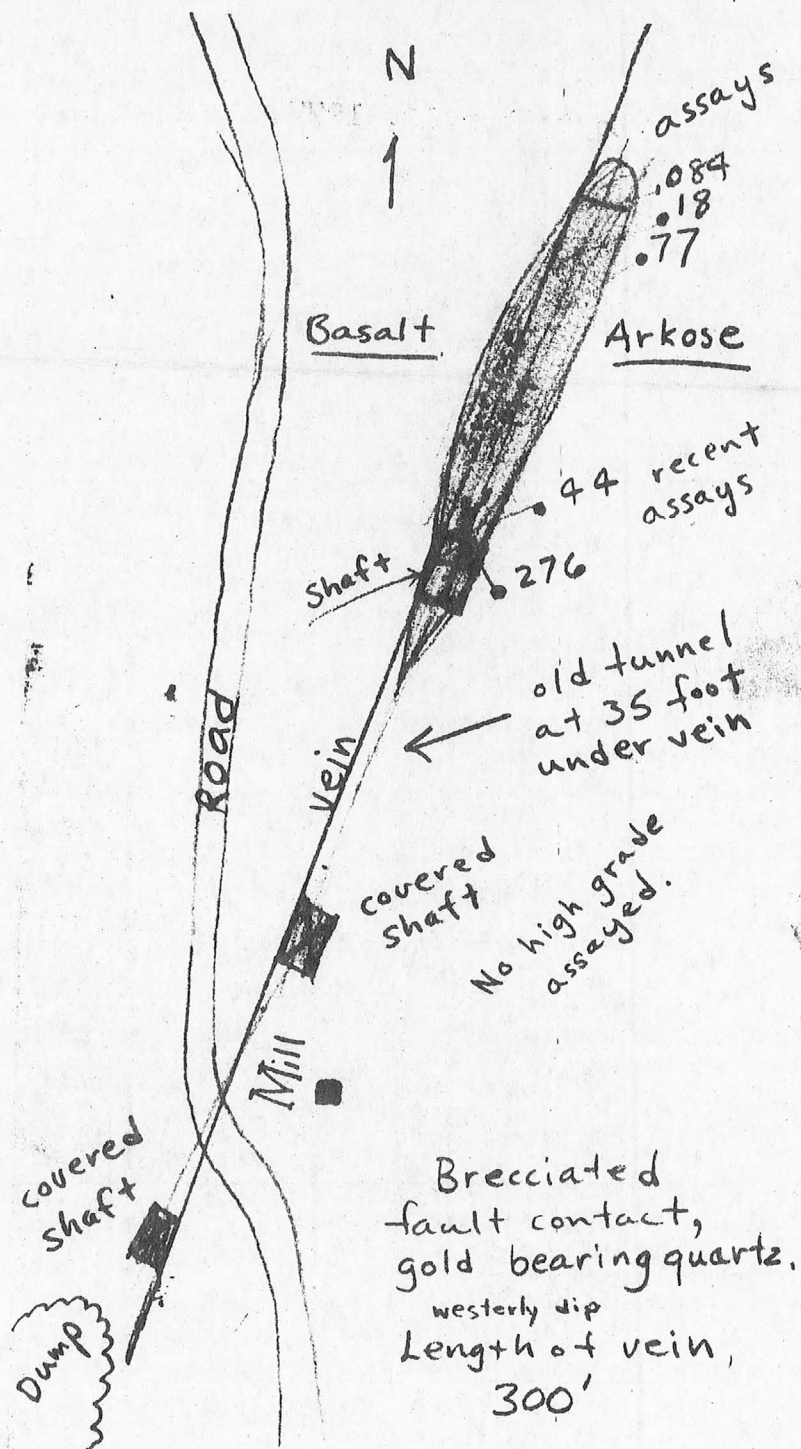 N
assays
.084
.18
.77
Basalt
Arkose
44 recent
assays
276
Shaft
old tunnel
at 35 foot
under vein
Road
Vein
covered
shaft
No high grade
assayed.
Mill
covered
shaft
Brecciated
fault contact,
gold bearing quartz.
westerly dip
Length of vein,
300'
Dump